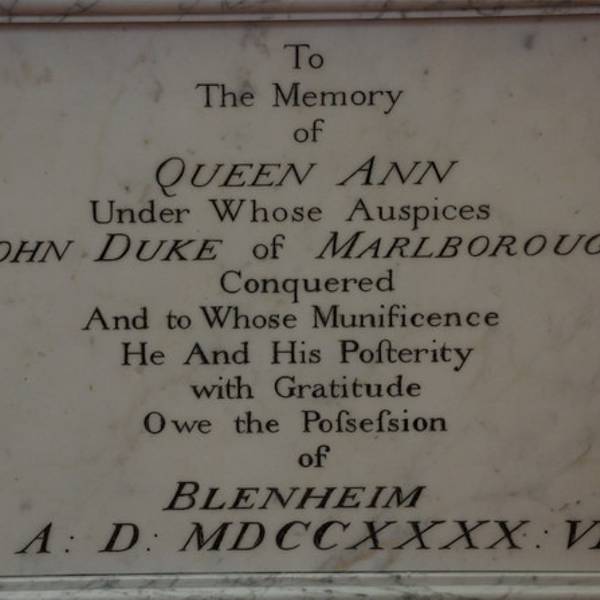 To
The Memory
of
QUEEN ANN
Under Whose Auspices
OHN DUKE of MARLBOROUG
Conquered
And to Whose Munificence
He And His Poſterity
with Gratitude
Owe the Poſseſsion
of
BLENHEIM
A : D : MDCCXXXX : VI